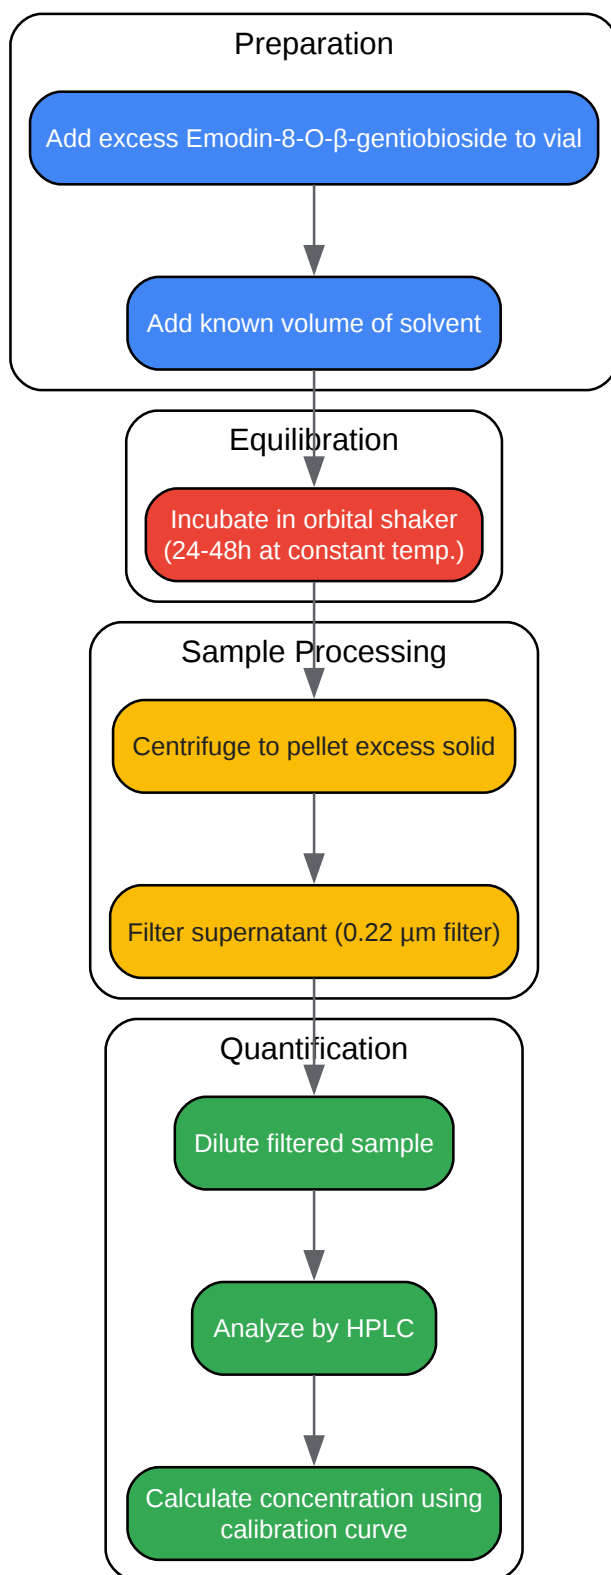 Preparation
Add excess Emodin-8-O-β-gentiobioside to vial
Add known volume of solvent
Equilibration
Incubate in orbital shaker
(24-48h at constant temp.)
Sample Processing
Centrifuge to pellet excess solid
Filter supernatant (0.22 µm filter)
Quantification
Dilute filtered sample
Analyze by HPLC
Calculate concentration using
calibration curve